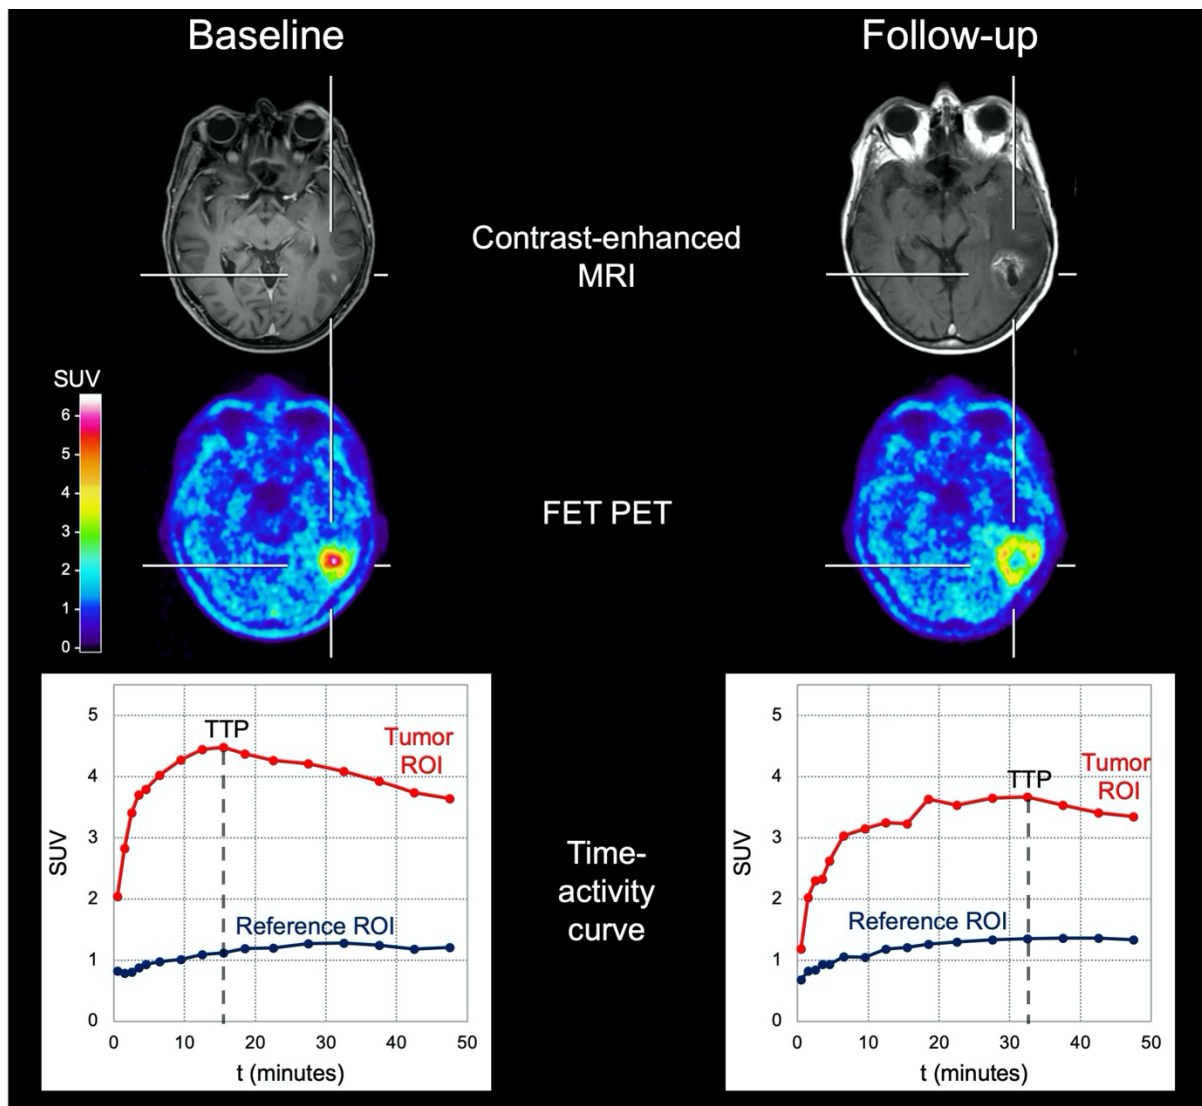 Baseline
Follow-up
Contrast-enhanced
MRI
SUV
6
5
4
3
2
1
0
FET PET
5
4
3
2
1
0
SUV
TTP
Tumor
ROI
Reference ROI
0
10
20
30
40
50
t (minutes)
Time-
activity
curve
5
4
3
2
1
0
SUV
TTP
Tumor
ROI
Reference ROI
0
10
20
30
40
50
t (minutes)